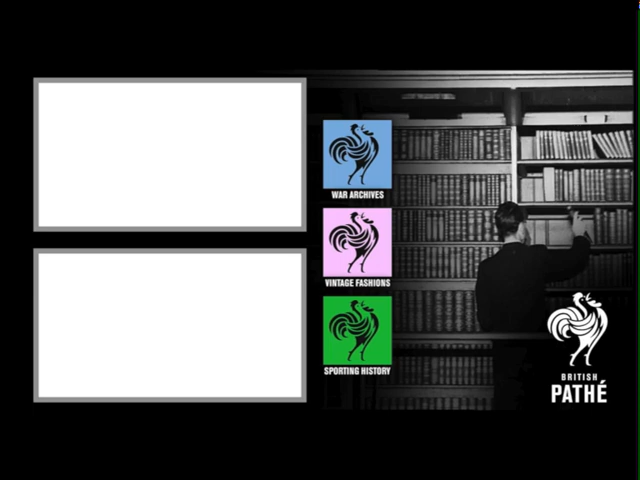 WAR ARCHIVES
VINTAGE FASHIONS
SPORTING HISTORY
BRITISH
PATHÉ